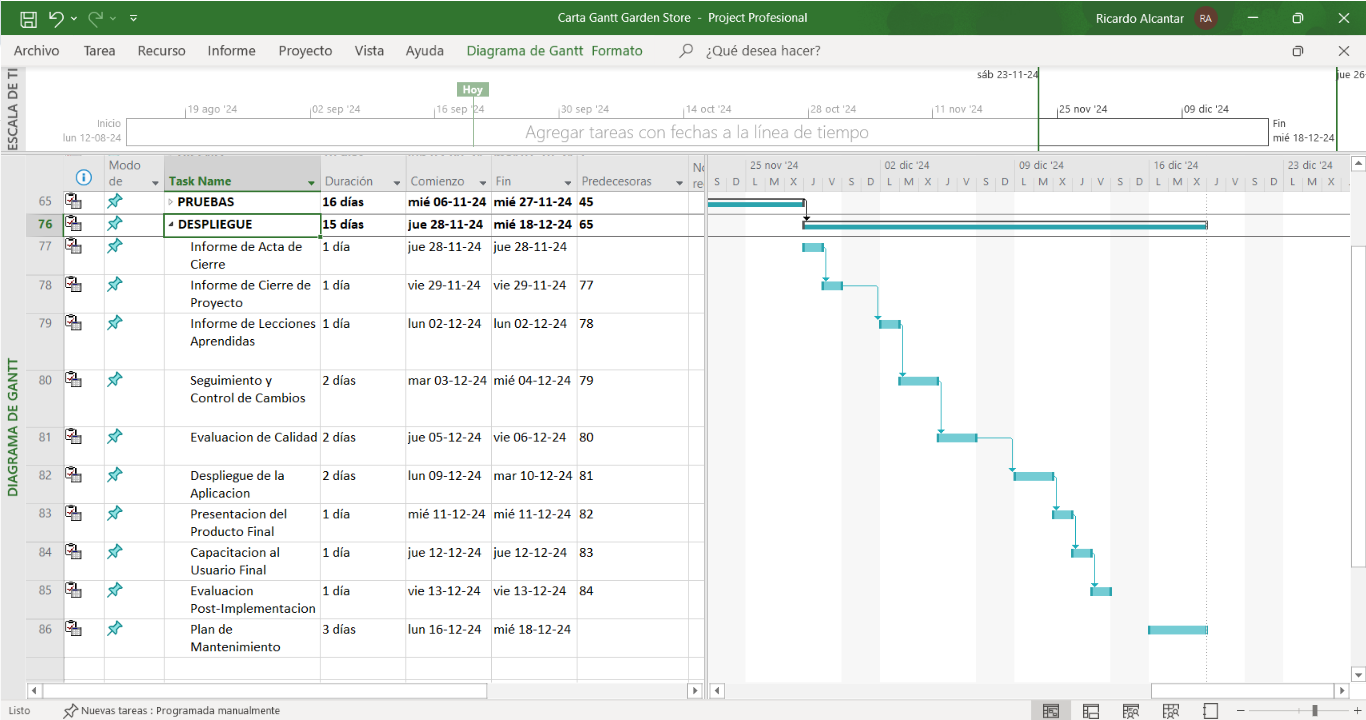 Carta Gantt Garden Store - Project Profesional
Ricardo Alcantar RA
Archivo Tarea Recurso Informe Proyecto Vista Ayuda Diagrama de Gantt Formato ¿Qué desea hacer?
ESCALA DE TI
sáb 23-11-24 jue 26-
Hoy
19 ago '24 02 sep '24 16 sep '24 30 sep '24 14 oct '24 28 oct '24 11 nov '24 25 nov '24 09 dic '24
Inicio
lun 12-08-24
Agregar tareas con fechas a la línea de tiempo
Fin
mié 18-12-24
DIAGRAMA DE GANTT
Modo
de Task Name Duración Comienzo Fin Predecesoras
25 nov '24 02 dic '24 09 dic '24 16 dic '24 23 dic '24
S D L M X J V S D L M X J V S D L M X J V S D L M X J V S D L M X
65 PRUEBAS 16 días mié 06-11-24 mié 27-11-24 45
76 DESPLIEGUE 15 días jue 28-11-24 mié 18-12-24 65
77 Informe de Acta de 1 día jue 28-11-24 jue 28-11-24
Cierre
78 Informe de Cierre de 1 día vie 29-11-24 vie 29-11-24 77
Proyecto
79 Informe de Lecciones 1 día lun 02-12-24 lun 02-12-24 78
Aprendidas
80 Seguimiento y 2 días mar 03-12-24 mié 04-12-24 79
Control de Cambios
81 Evaluacion de Calidad 2 días jue 05-12-24 vie 06-12-24 80
82 Despliegue de la 2 días lun 09-12-24 mar 10-12-24 81
Aplicacion
83 Presentacion del 1 día mié 11-12-24 mié 11-12-24 82
Producto Final
84 Capacitacion al 1 día jue 12-12-24 jue 12-12-24 83
Usuario Final
85 Evaluacion 1 día vie 13-12-24 vie 13-12-24 84
Post-Implementacion
86 Plan de 3 días lun 16-12-24 mié 18-12-24
Mantenimiento
Listo Nuevas tareas : Programada manualmente